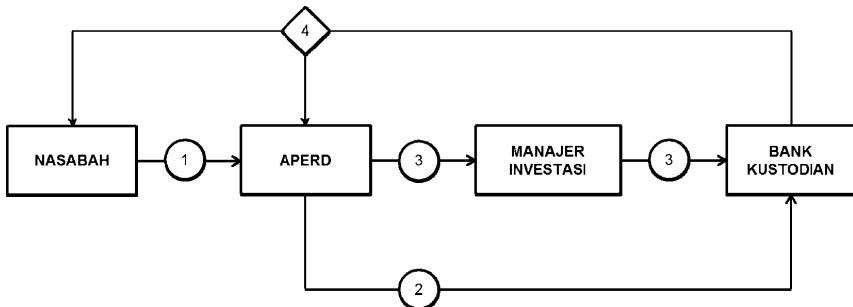 4
NASABAH
1
APERD
3
MANAJER
INVESTASI
3
BANK
KUSTODIAN
2